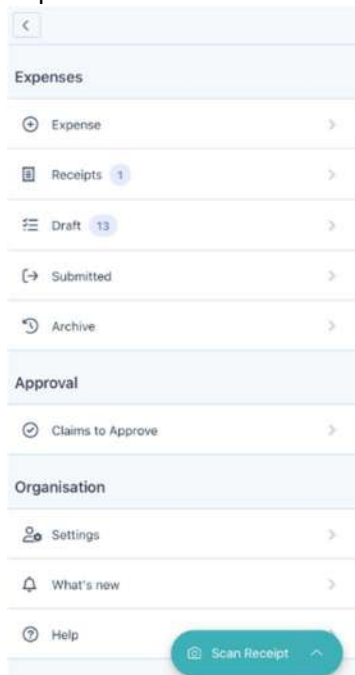 Expenses
Expense
Receipts 1
Draft 13
Submitted
Archive
Approval
Claims to Approve
Organisation
Settings
What's new
Help
Scan Receipt